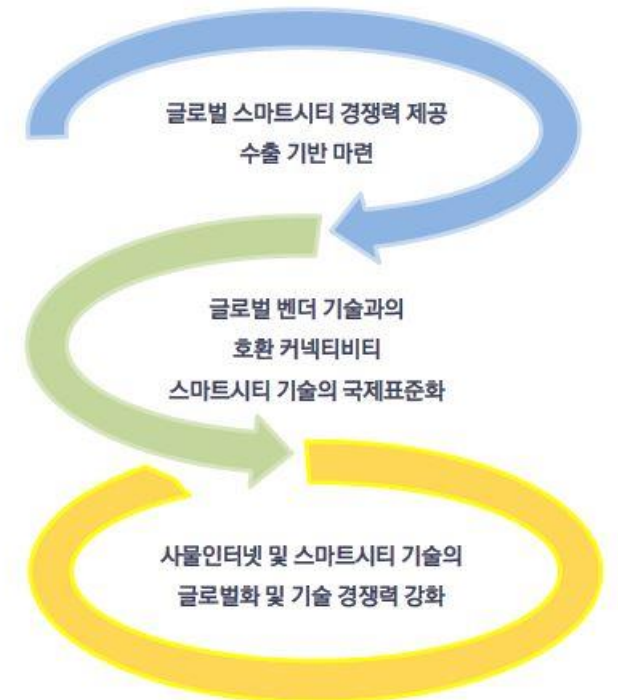 글로벌 스마트시티 경쟁력 제공
수출 기반 마련
글로벌 벤더 기술과의
호환 커넥티비티
스마트시티 기술의 국제표준화
사물인터넷 및 스마트시티 기술의
글로벌화 및 기술 경쟁력 강화